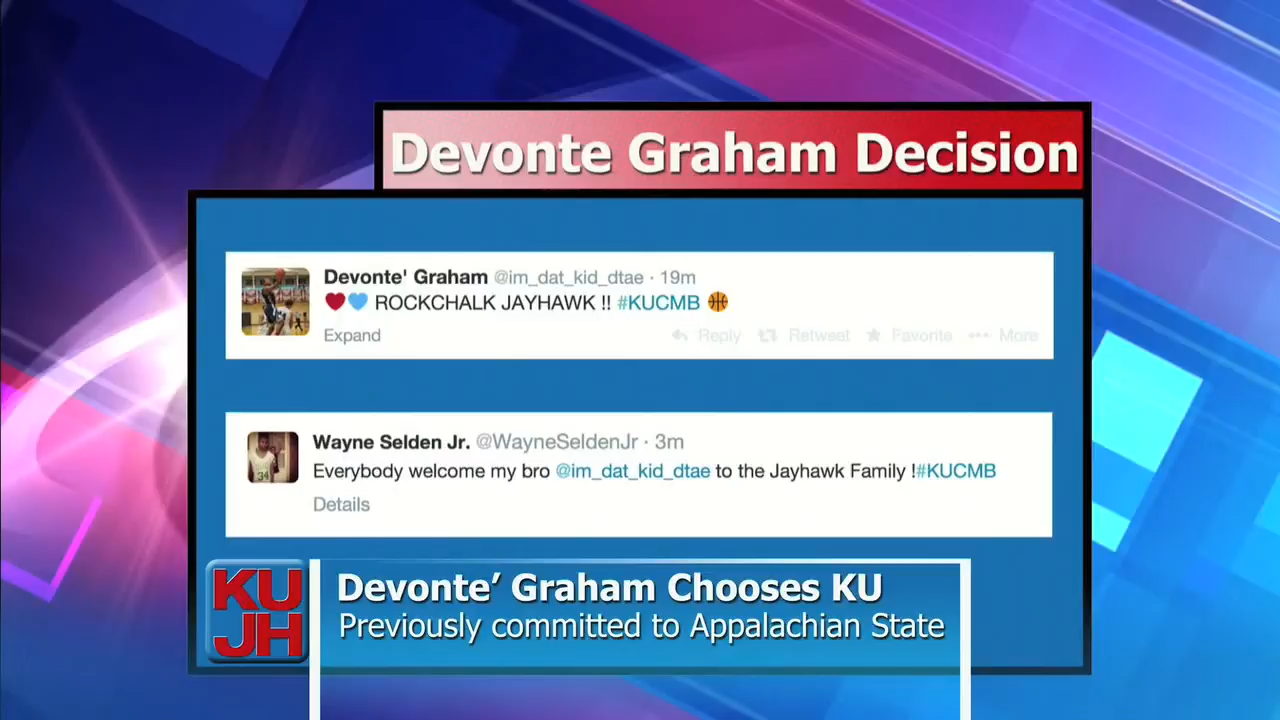 Devonte Graham Decision
Devonte' Graham @im_dat_kid_dtae · 19m
ROCKCHALK JAYHAWK !! #KUCMB
Expand Reply Retweet Favorite More
Wayne Selden Jr. @WayneSeldenJr · 3m
Everybody welcome my bro @im_dat_kid_dtae to the Jayhawk Family !#KUCMB
Details
KU
JH
Devonte’ Graham Chooses KU
Previously committed to Appalachian State